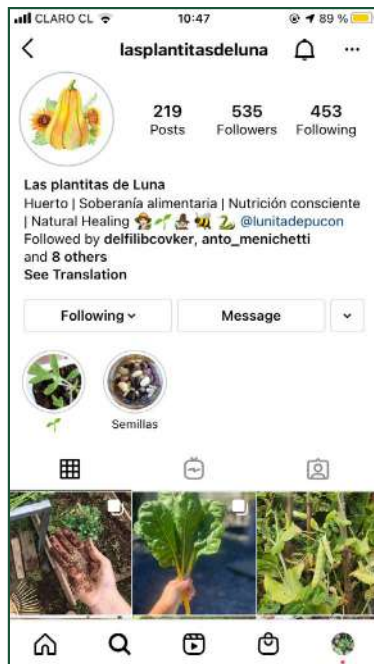 CLARO CL 10:47 89 %
lasplantitasdeluna
219 535 453
Posts Followers Following
Las plantitas de Luna
Huerto | Soberanía alimentaria | Nutrición consciente
| Natural Healing 👩‍🌾🌱🧑‍🌾🐝🐍 @lunitadepucon
Followed by delfilibcovker, anto_menichetti
and 8 others
See Translation
Following Message
🌱 Semillas